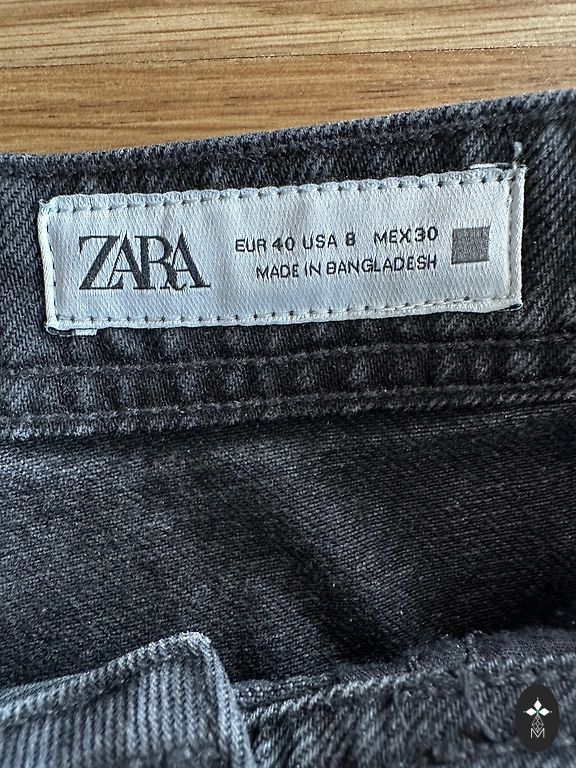 ZARA
EUR 40 USA 8 MEX 30
MADE IN BANGLADESH
M